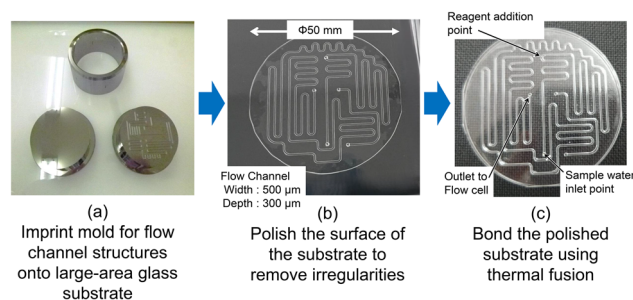 Φ50 mm
Flow Channel
Width : 500 µm
Depth : 300 µm
Reagent addition
point
Outlet to
Flow cell
Sample water
inlet point
(a)
Imprint mold for flow
channel structures
onto large-area glass
substrate
(b)
Polish the surface of
the substrate to
remove irregularities
(c)
Bond the polished
substrate using
thermal fusion